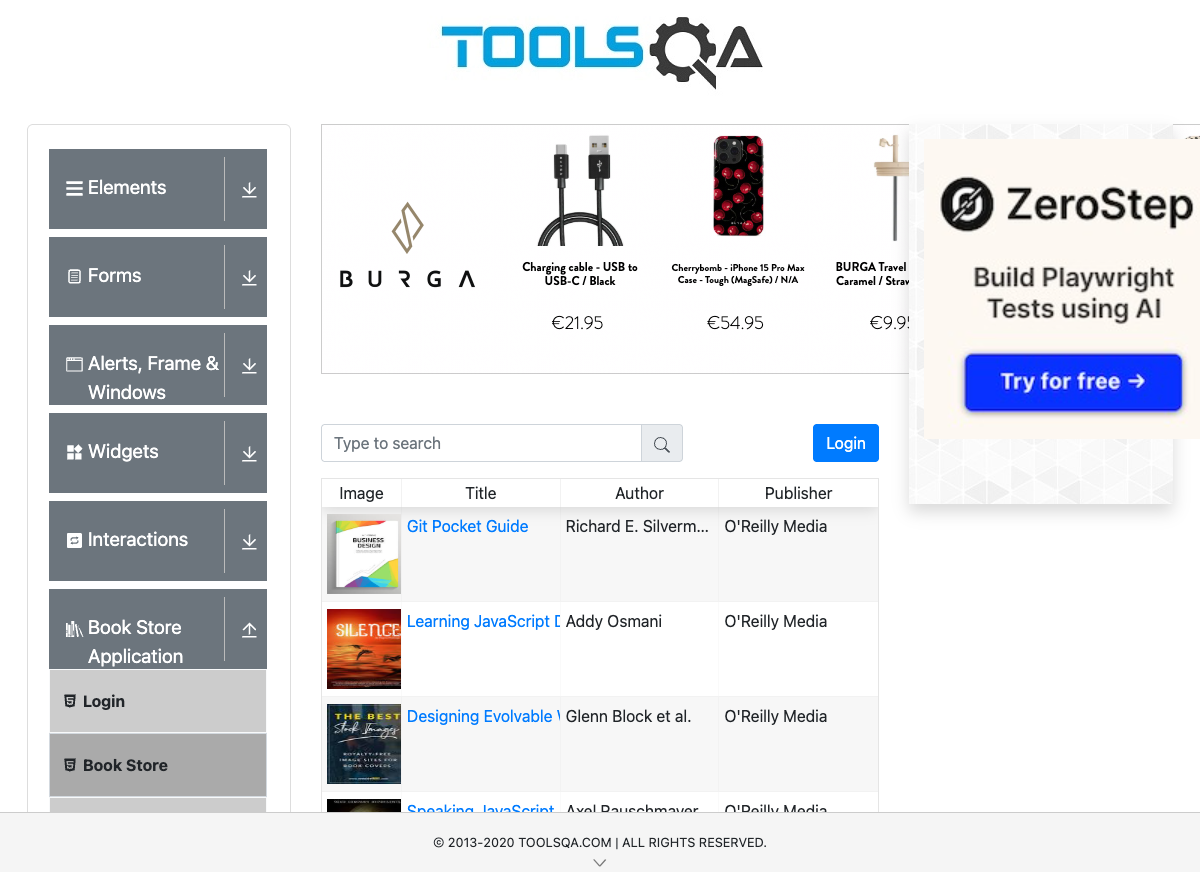 TOOLSQA
Elements
Forms
Alerts, Frame &
Windows
Widgets
Interactions
Book Store
Application
Login
Book Store
BURGA
Charging cable - USB to
USB-C / Black
€21.95
Cherrybomb - iPhone 15 Pro Max
Case - Tough (MagSafe) / N/A
€54.95
BURGA Travel
Caramel / Straw
€9.95
ZeroStep
Build Playwright
Tests using AI
Try for free →
Type to search
Login
Image Title Author Publisher
BUSINESS
DESIGN
Git Pocket Guide Richard E. Silverm... O'Reilly Media
SILENCE
Learning JavaScript D Addy Osmani O'Reilly Media
THE BEST
Stock Images
ROYALTY-FREE
IMAGE SITES FOR
BOOK COVERS
Designing Evolvable W Glenn Block et al. O'Reilly Media
Speaking JavaScript Axel Rauschmayer O'Reilly Media
© 2013-2020 TOOLSQA.COM | ALL RIGHTS RESERVED.